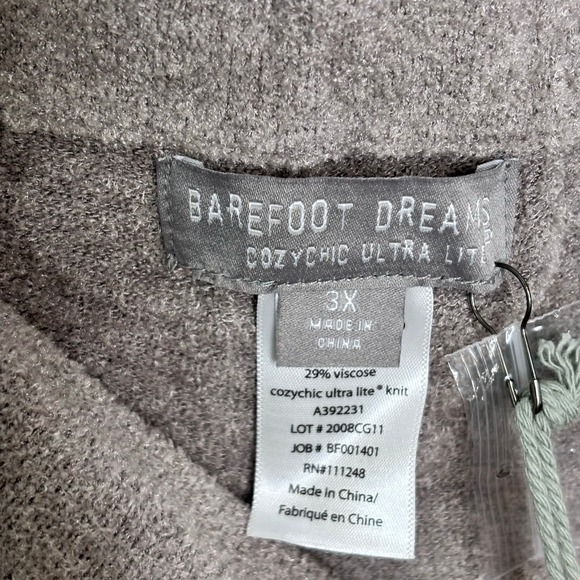 BAREFOOT DREAMS
COZYCHIC ULTRA LITE
3X
MADE IN
CHINA
29% viscose
cozychic ultra lite® knit
A392231
LOT # 2008CG11
JOB # BF001401
RN#111248
Made in China/
Fabriqué en Chine